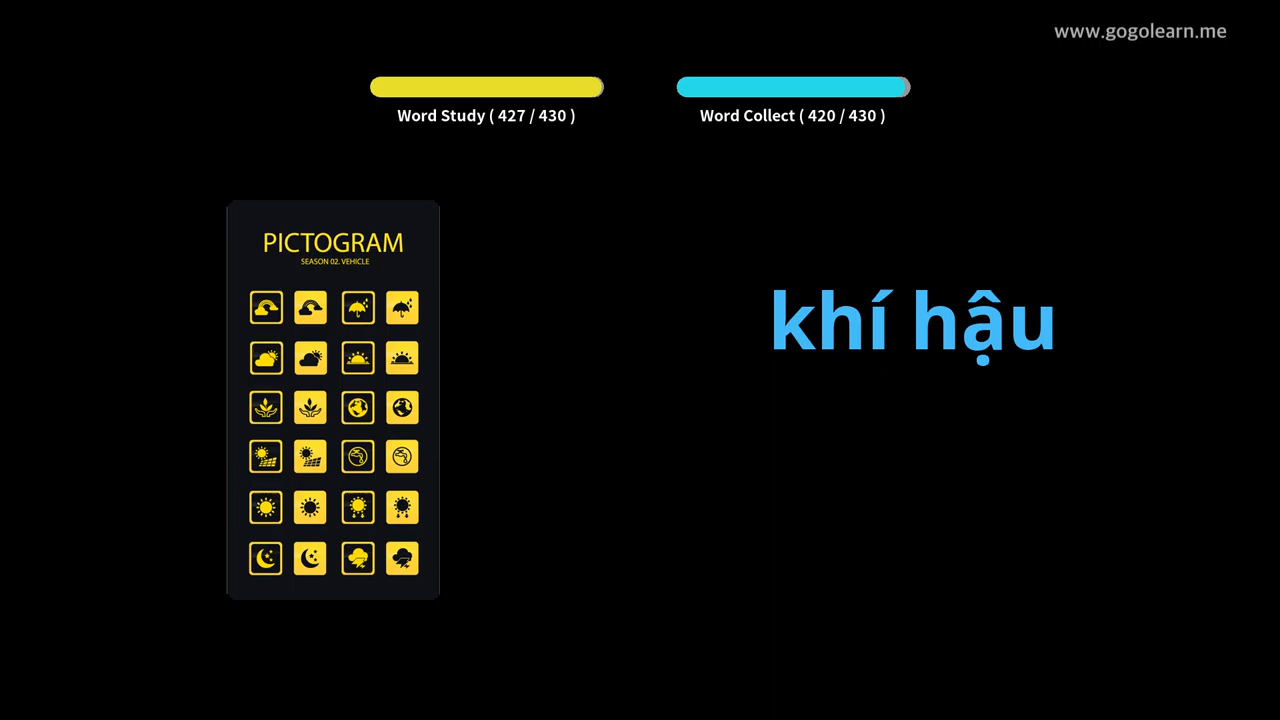 www.gogolearn.me
Word Study ( 427 / 430 )
Word Collect ( 420 / 430 )
PICTOGRAM
SEASON 02. VEHICLE
khí hậu